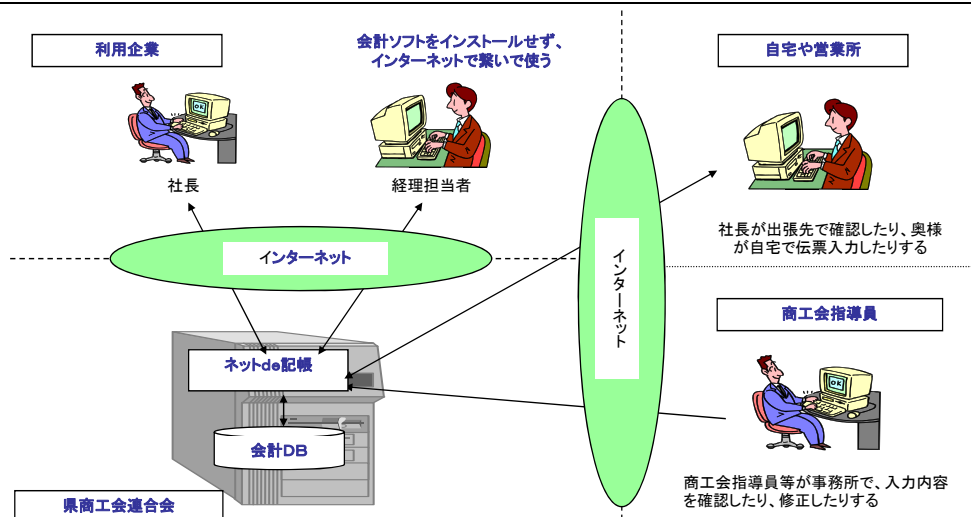 利用企業
会計ソフトをインストールせず、
インターネットで繋いで使う
自宅や営業所
OK
社長
経理担当者
社長が出張先で確認したり、奥様
が自宅で伝票入力したりする
インターネット
インターネット
商工会指導員
ネットde記帳
OK
会計DB
商工会指導員等が事務所で、入力内容
を確認したり、修正したりする
県商工会連合会